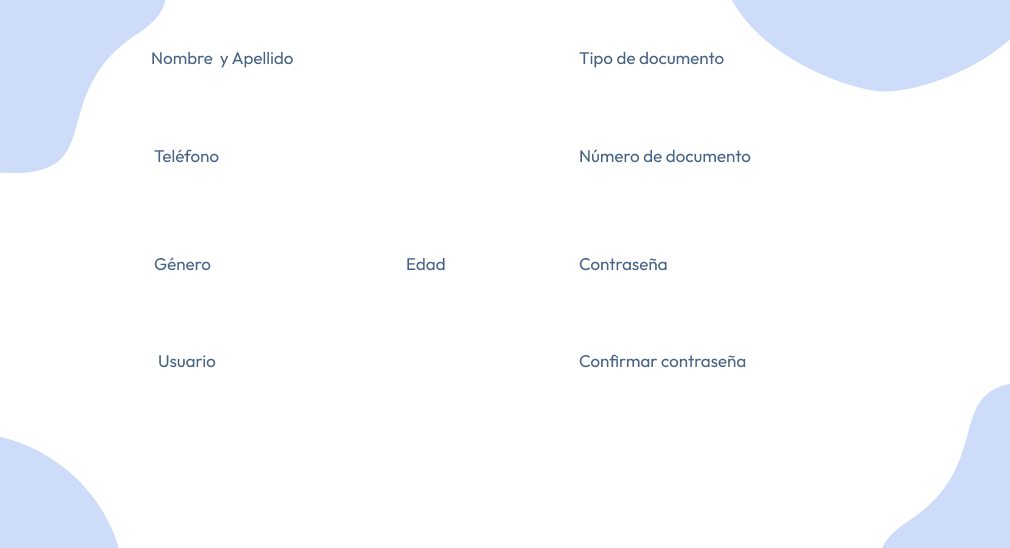 Nombre y Apellido
Tipo de documento
Teléfono
Número de documento
Género
Edad
Contraseña
Usuario
Confirmar contraseña